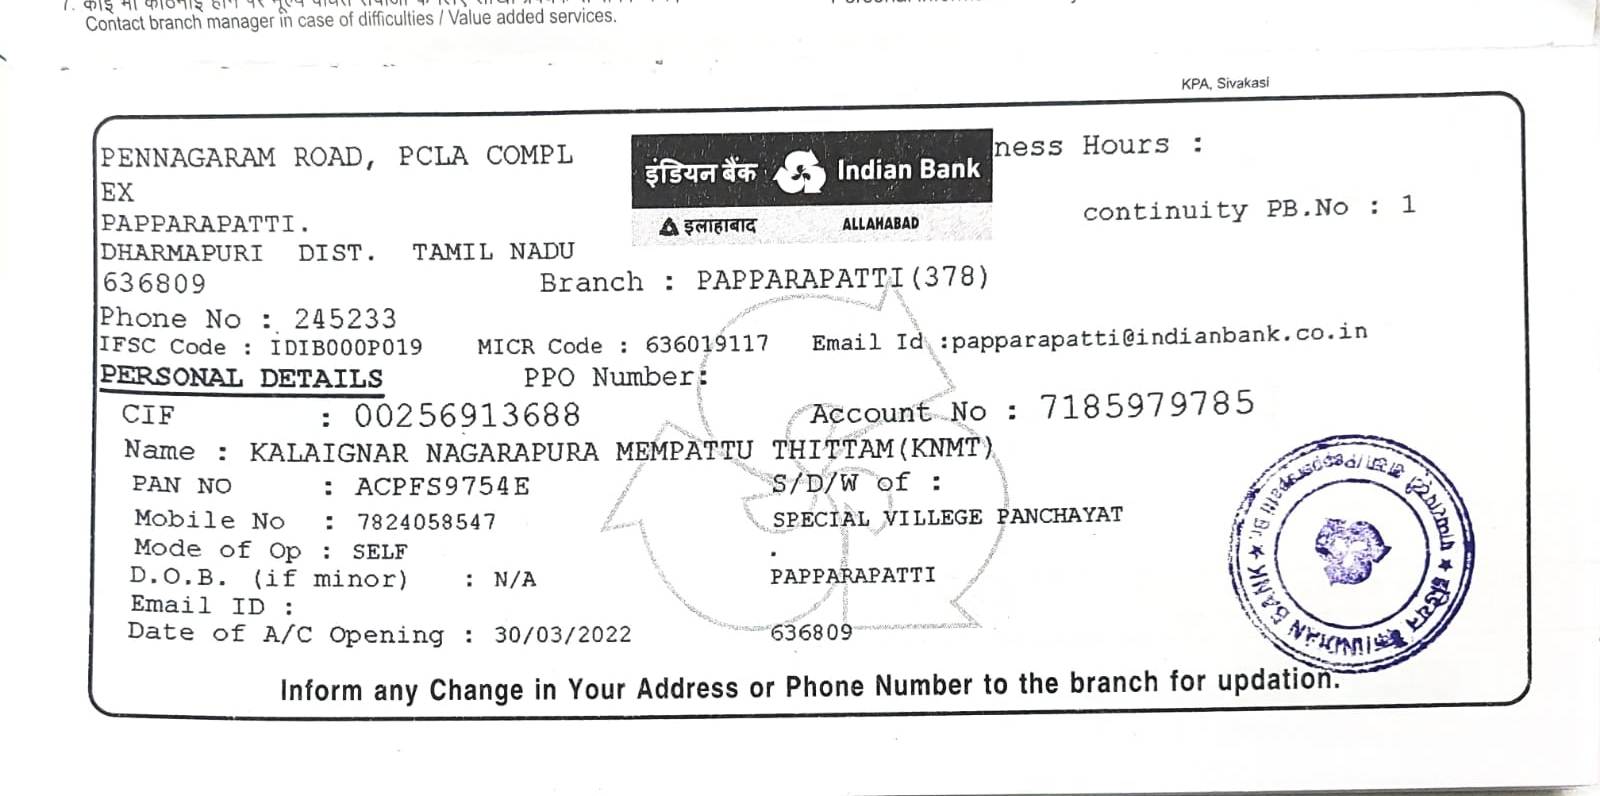 Contact branch manager in case of difficulties / Value added services.
KPA, Sivakasi
PENNAGARAM ROAD, PCLA COMPL
EX
PAPPARAPATTI.
DHARMAPURI DIST. TAMIL NADU
636809
इंडियन बैंक Indian Bank
इलाहाबाद ALLAHABAD
ness Hours :
continuity PB.No : 1
Branch : PAPPARAPATTI(378)
Phone No : 245233
IFSC Code : IDIB000P019 MICR Code : 636019117 Email Id :papparapatti@indianbank.co.in
PERSONAL DETAILS PPO Number:
CIF : 00256913688 Account No : 7185979785
Name : KALAIGNAR NAGARAPURA MEMPATTU THITTAM(KNMT)
PAN NO : ACPFS9754E S/D/W of :
Mobile No : 7824058547 SPECIAL VILLEGE PANCHAYAT
Mode of Op : SELF .
D.O.B. (if minor) : N/A PAPPARAPATTI
Email ID :
Date of A/C Opening : 30/03/2022 636809
INDIAN BANK
Inform any Change in Your Address or Phone Number to the branch for updation.